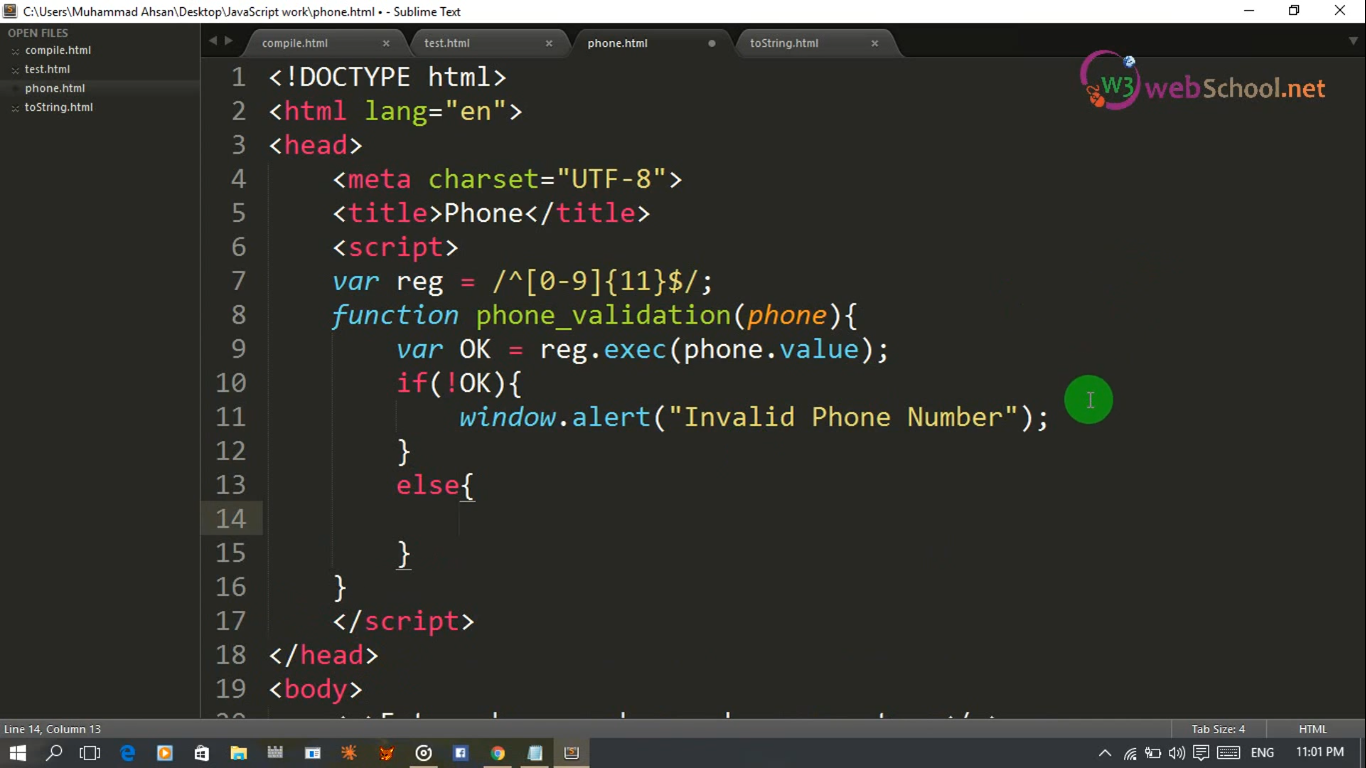 C:\Users\Muhammad Ahsan\Desktop\JavaScript work\phone.html • - Sublime Text
OPEN FILES
compile.html
test.html
phone.html
toString.html
compile.html × test.html × phone.html • toString.html ×
W3 webSchool.net
1 <!DOCTYPE html>
2 <html lang="en">
3 <head>
4 <meta charset="UTF-8">
5 <title>Phone</title>
6 <script>
7 var reg = /^[0-9]{11}$/;
8 function phone_validation(phone){
9 var OK = reg.exec(phone.value);
10 if(!OK){
11 window.alert("Invalid Phone Number");
12 }
13 else{
14
15 }
16 }
17 </script>
18 </head>
19 <body>
Line 14, Column 13 Tab Size: 4 HTML
ENG 11:01 PM